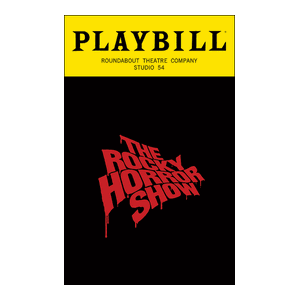 PLAYBILL
ROUNDABOUT THEATRE COMPANY
STUDIO 54
THE
ROCKY
HORROR
SHOW